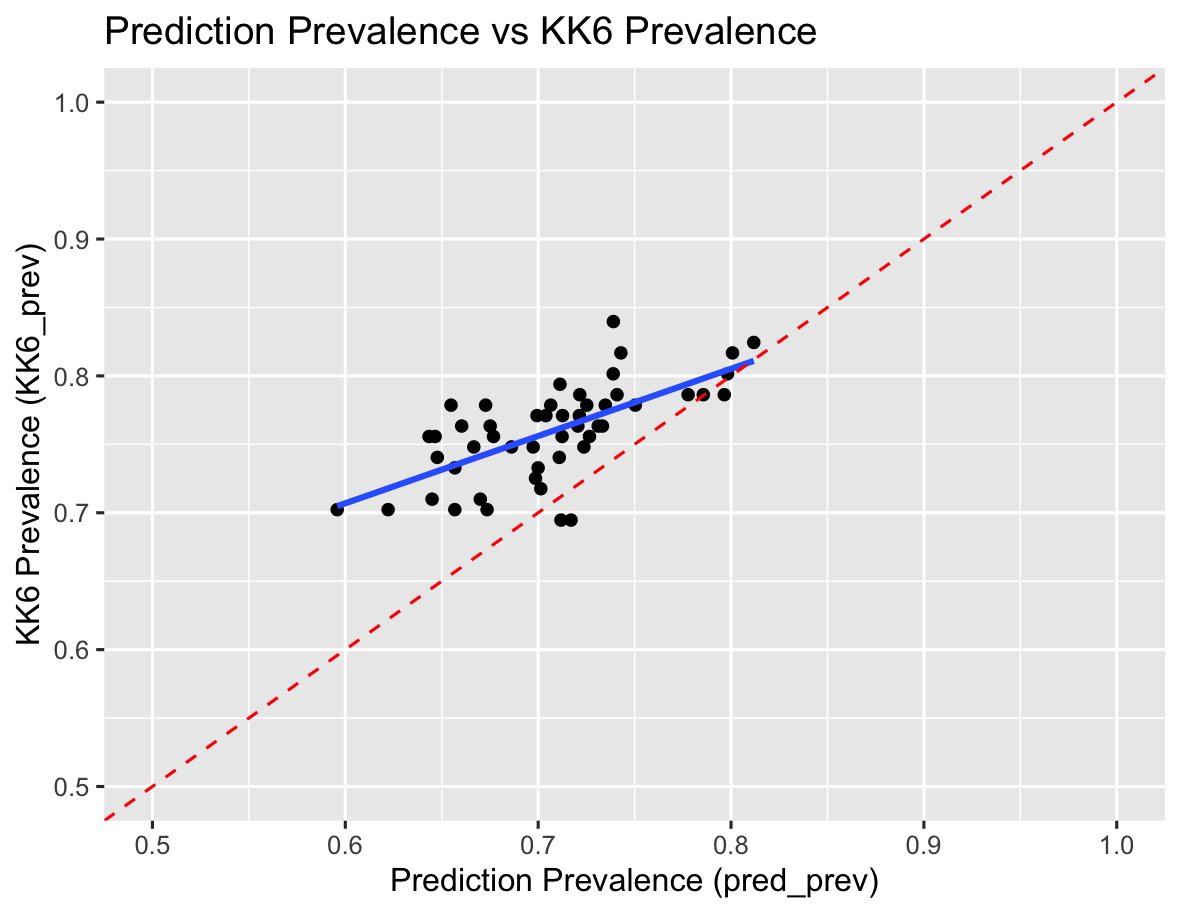 Prediction Prevalence vs KK6 Prevalence
KK6 Prevalence (KK6_prev)
1.0
0.9
0.8
0.7
0.6
0.5
0.5 0.6 0.7 0.8 0.9 1.0
Prediction Prevalence (pred_prev)